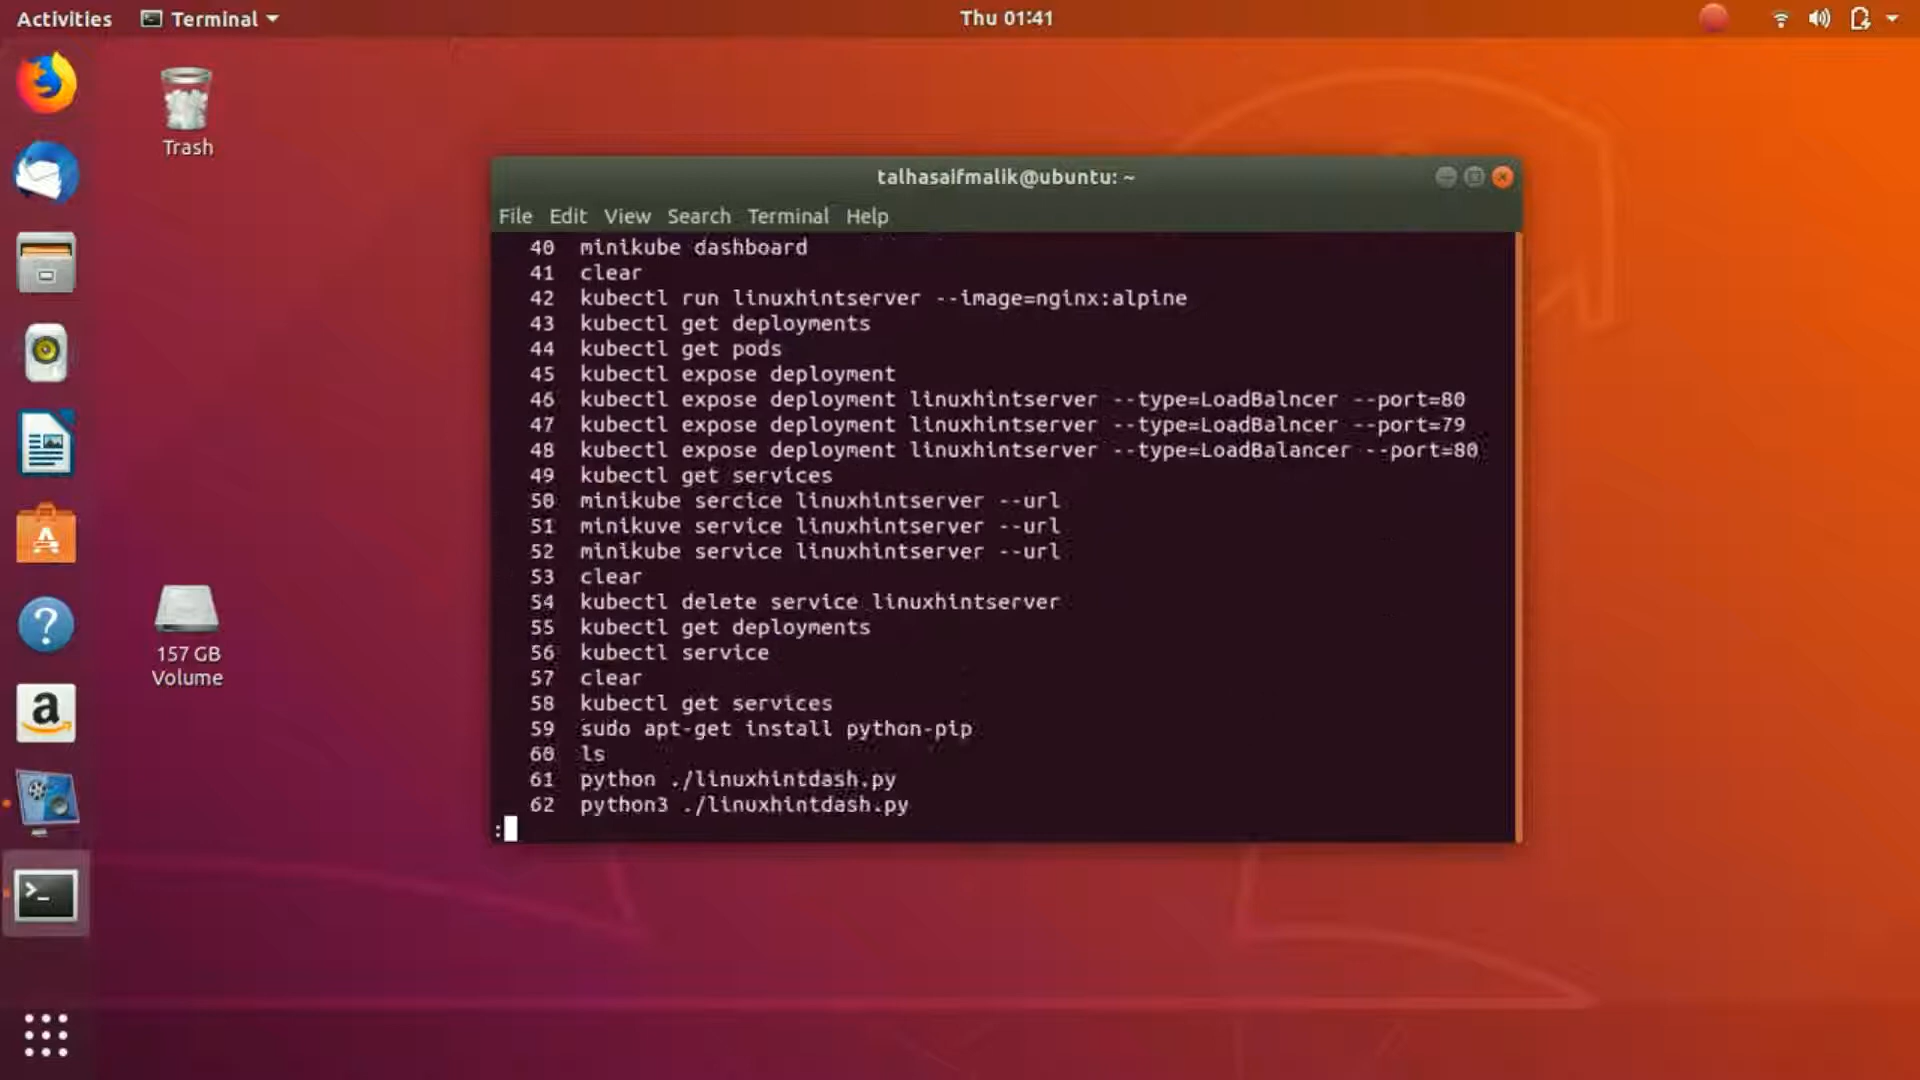 Activities Terminal Thu 01:41
Trash
157 GB
Volume
talhasaifmalik@ubuntu: ~
File Edit View Search Terminal Help
40 minikube dashboard
41 clear
42 kubectl run linuxhintserver --image=nginx:alpine
43 kubectl get deployments
44 kubectl get pods
45 kubectl expose deployment
46 kubectl expose deployment linuxhintserver --type=LoadBalncer --port=80
47 kubectl expose deployment linuxhintserver --type=LoadBalncer --port=79
48 kubectl expose deployment linuxhintserver --type=LoadBalancer --port=80
49 kubectl get services
50 minikube sercice linuxhintserver --url
51 minikuve service linuxhintserver --url
52 minikube service linuxhintserver --url
53 clear
54 kubectl delete service linuxhintserver
55 kubectl get deployments
56 kubectl service
57 clear
58 kubectl get services
59 sudo apt-get install python-pip
60 ls
61 python ./linuxhintdash.py
62 python3 ./linuxhintdash.py
: